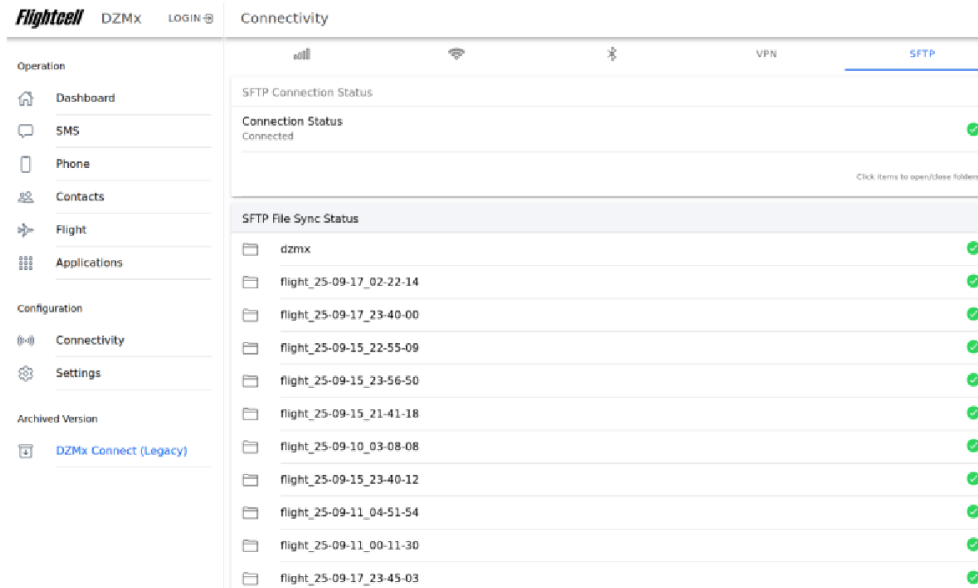 Flightcell DZMx LOGIN Connectivity
VPN SFTP
Operation
Dashboard
SMS
Phone
Contacts
Flight
Applications
Configuration
Connectivity
Settings
Archived Version
DZMx Connect (Legacy)
SFTP Connection Status
Connection Status
Connected
Click items to open/close folders
SFTP File Sync Status
dzmx
flight_25-09-17_02-22-14
flight_25-09-17_23-40-00
flight_25-09-15_22-55-09
flight_25-09-15_23-56-50
flight_25-09-15_21-41-18
flight_25-09-10_03-08-08
flight_25-09-15_23-40-12
flight_25-09-11_04-51-54
flight_25-09-11_00-11-30
flight_25-09-17_23-45-03